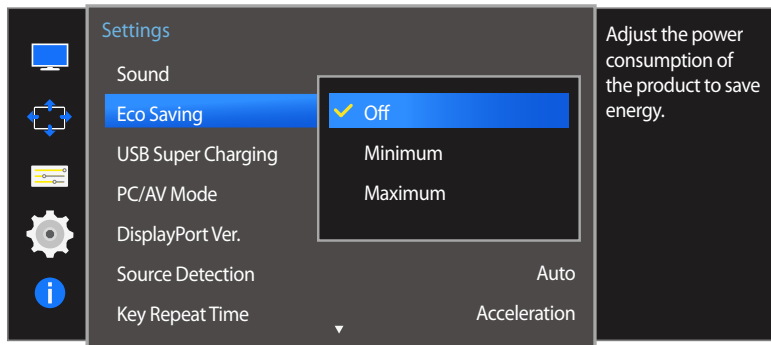 Settings
Sound
Eco Saving
USB Super Charging
PC/AV Mode
DisplayPort Ver.
Source Detection Auto
Key Repeat Time Acceleration
Off
Minimum
Maximum
Adjust the power
consumption of
the product to save
energy.